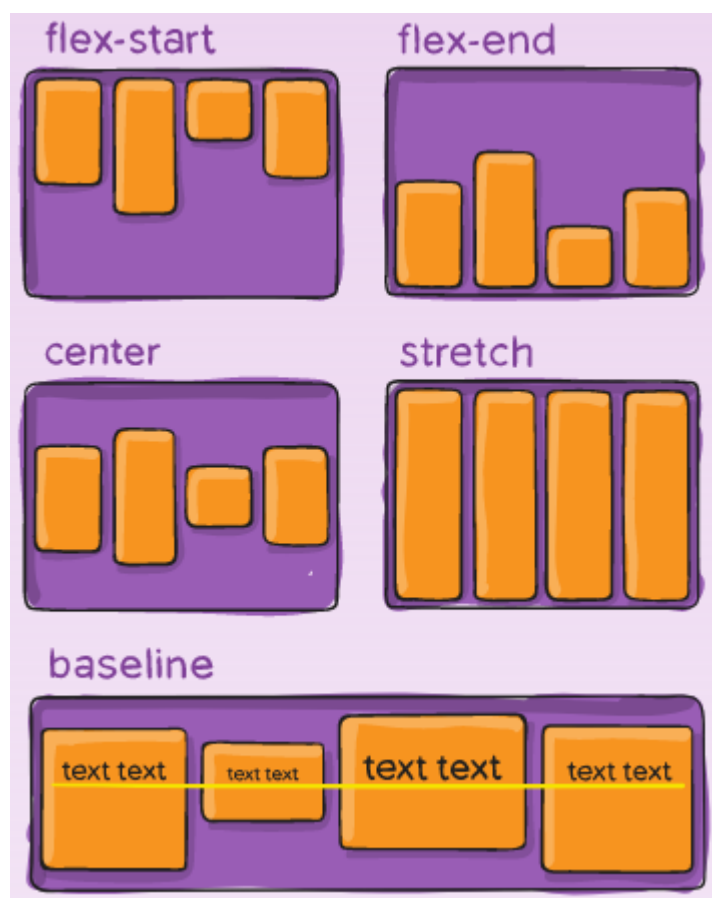 flex-start
flex-end
center
stretch
baseline
text text
text text
text text
text text